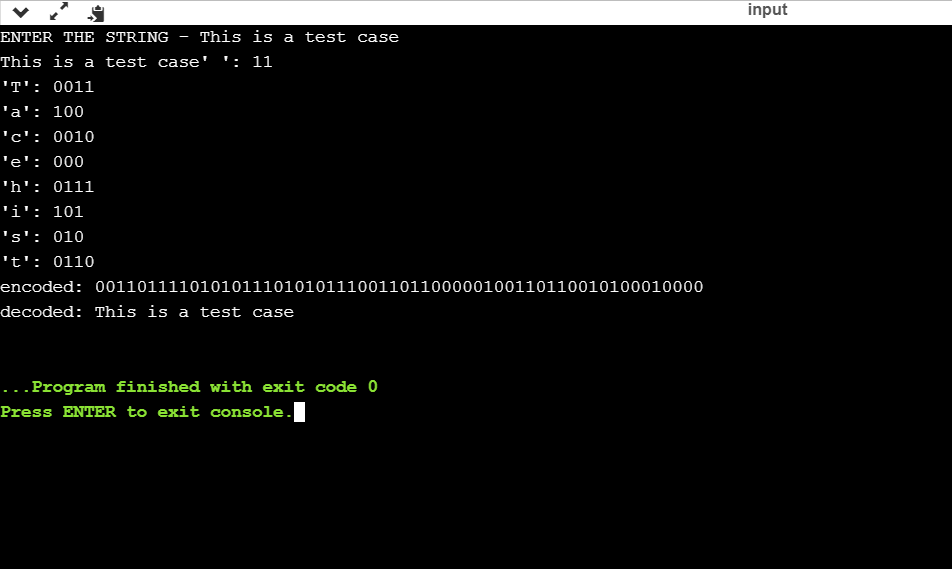 input
ENTER THE STRING - This is a test case
This is a test case' ': 11
'T': 0011
'a': 100
'c': 0010
'e': 000
'h': 0111
'i': 101
's': 010
't': 0110
encoded: 0011011110101011101010111001101100000100110110010100010000
decoded: This is a test case
...Program finished with exit code 0
Press ENTER to exit console.